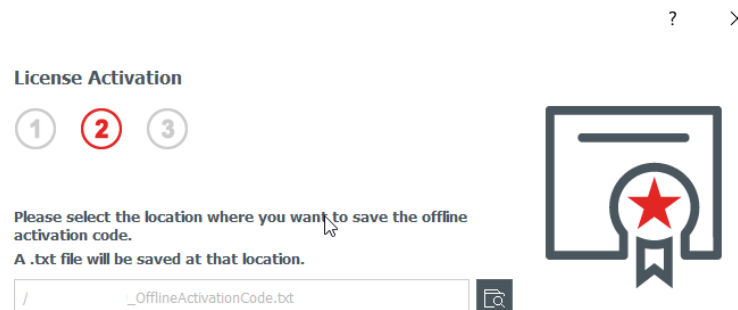 ?
License Activation
1 2 3
Please select the location where you want to save the offline
activation code.
A .txt file will be saved at that location.
/ _OfflineActivationCode.txt